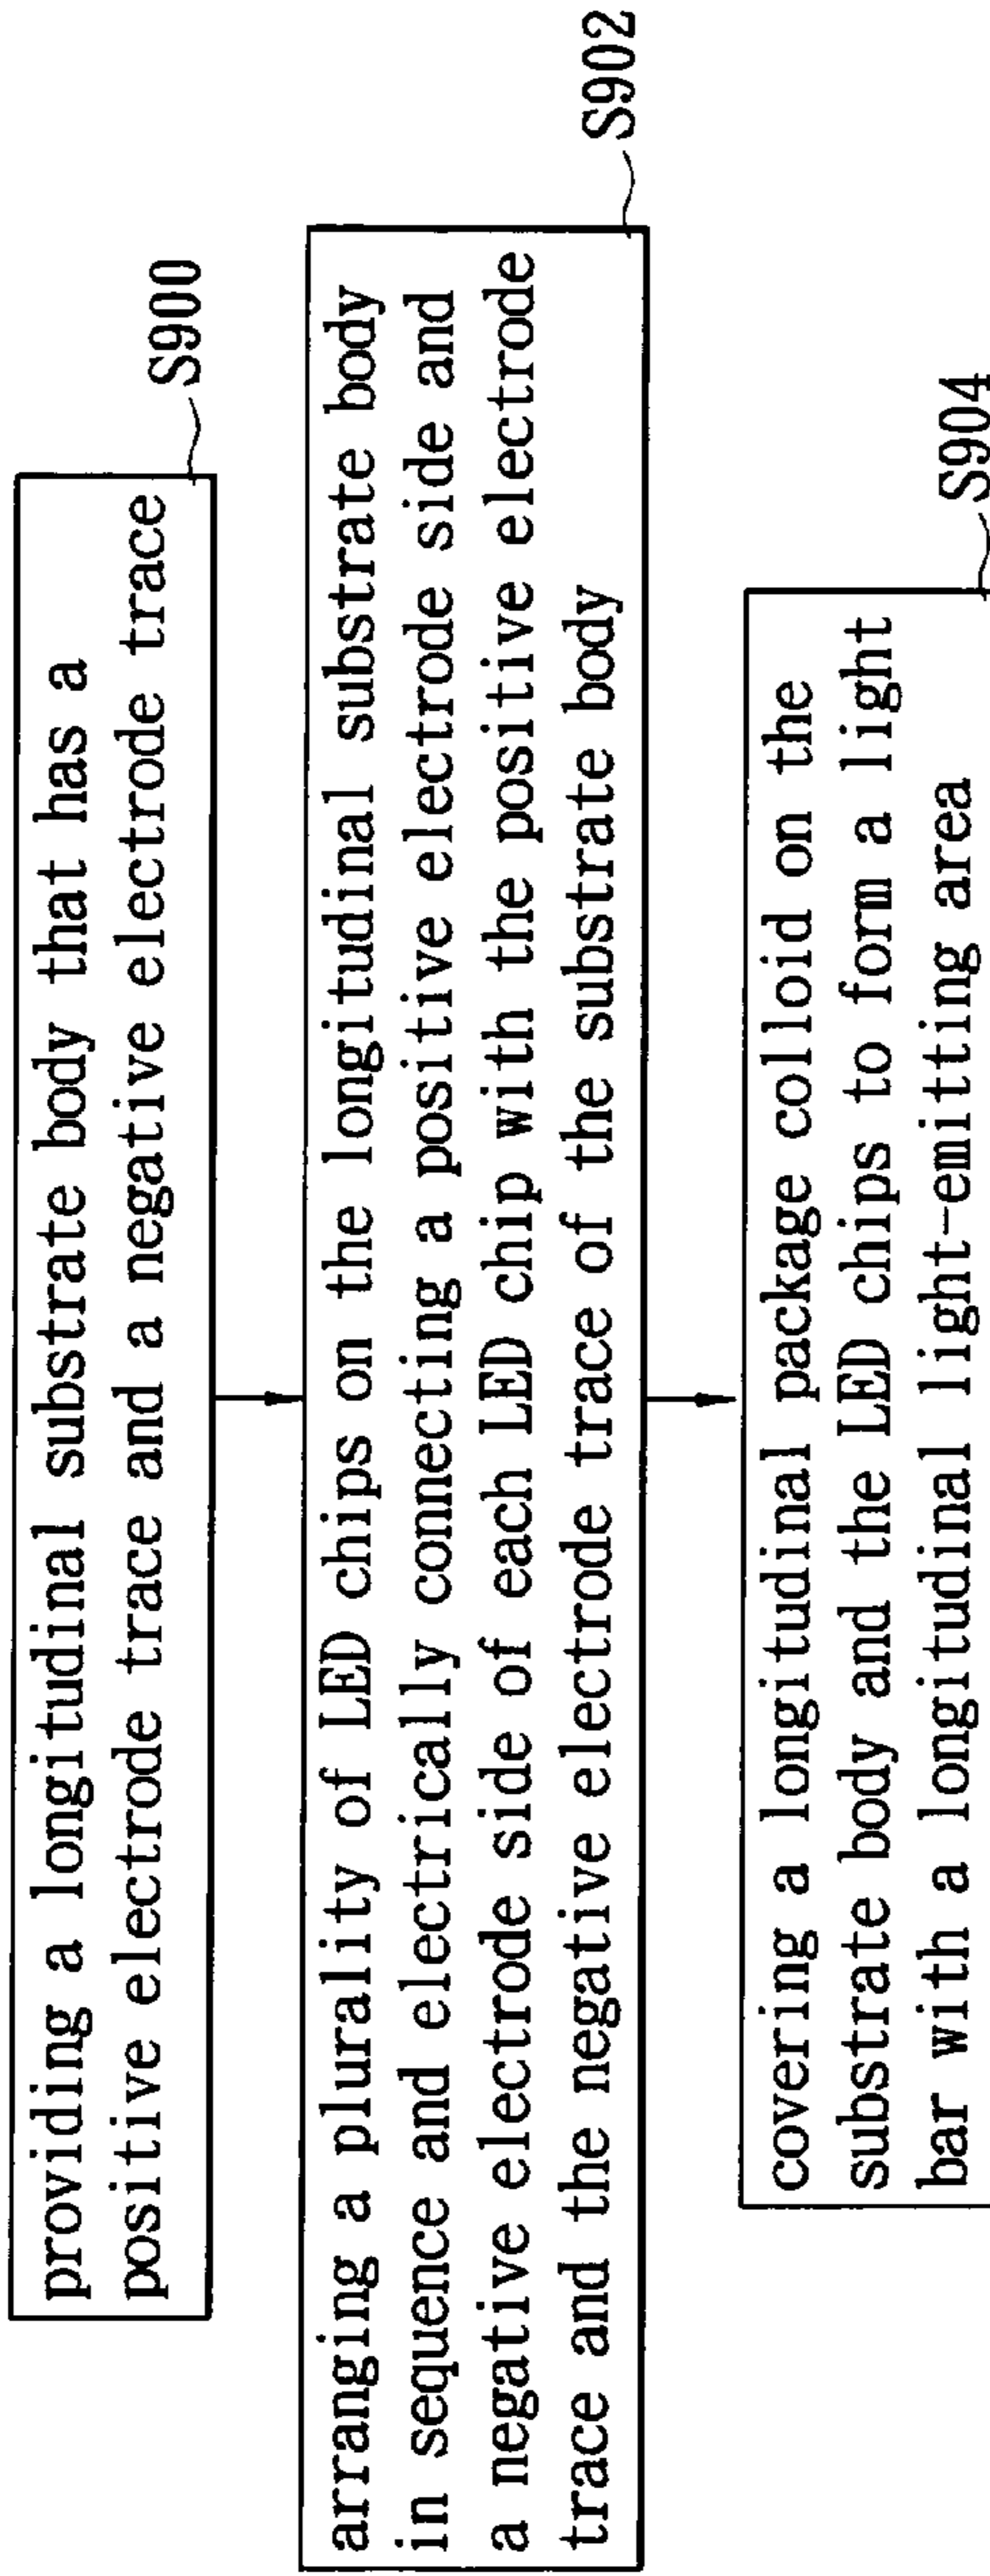 providing a longitudinal substrate body that has a
positive electrode trace and a negative electrode trace
S900
arranging a plurality of LED chips on the longitudinal substrate body
in sequence and electrically connecting a positive electrode side and
a negative electrode side of each LED chip with the positive electrode
trace and the negative electrode trace of the substrate body
S902
covering a longitudinal package colloid on the
substrate body and the LED chips to form a light
bar with a longitudinal light-emitting area
S904